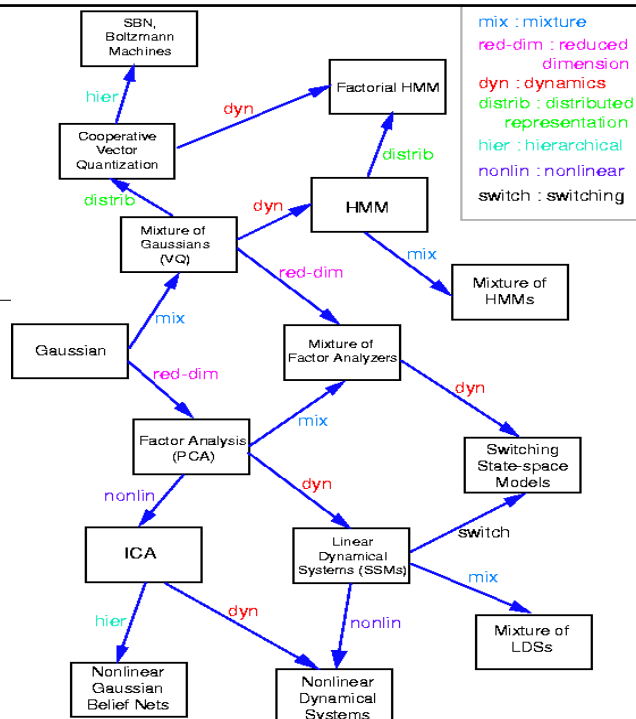 SBN,
Boltzmann
Machines
mix : mixture
red-dim : reduced
dimension
dyn : dynamics
distrib : distributed
representation
hier : hierarchical
nonlin : nonlinear
switch : switching
hier
dyn
Factorial HMM
Cooperative
Vector
Quantization
distrib
distrib
dyn
HMM
Mixture of
Gaussians
(VQ)
red-dim
mix
Mixture of
HMMs
mix
Gaussian
Mixture of
Factor Analyzers
red-dim
dyn
mix
Factor Analysis
(PCA)
Switching
State-space
Models
nonlin
dyn
switch
ICA
Linear
Dynamical
Systems (SSMs)
mix
hier
dyn
nonlin
Mixture of
LDSs
Nonlinear
Gaussian
Belief Nets
Nonlinear
Dynamical
Systems